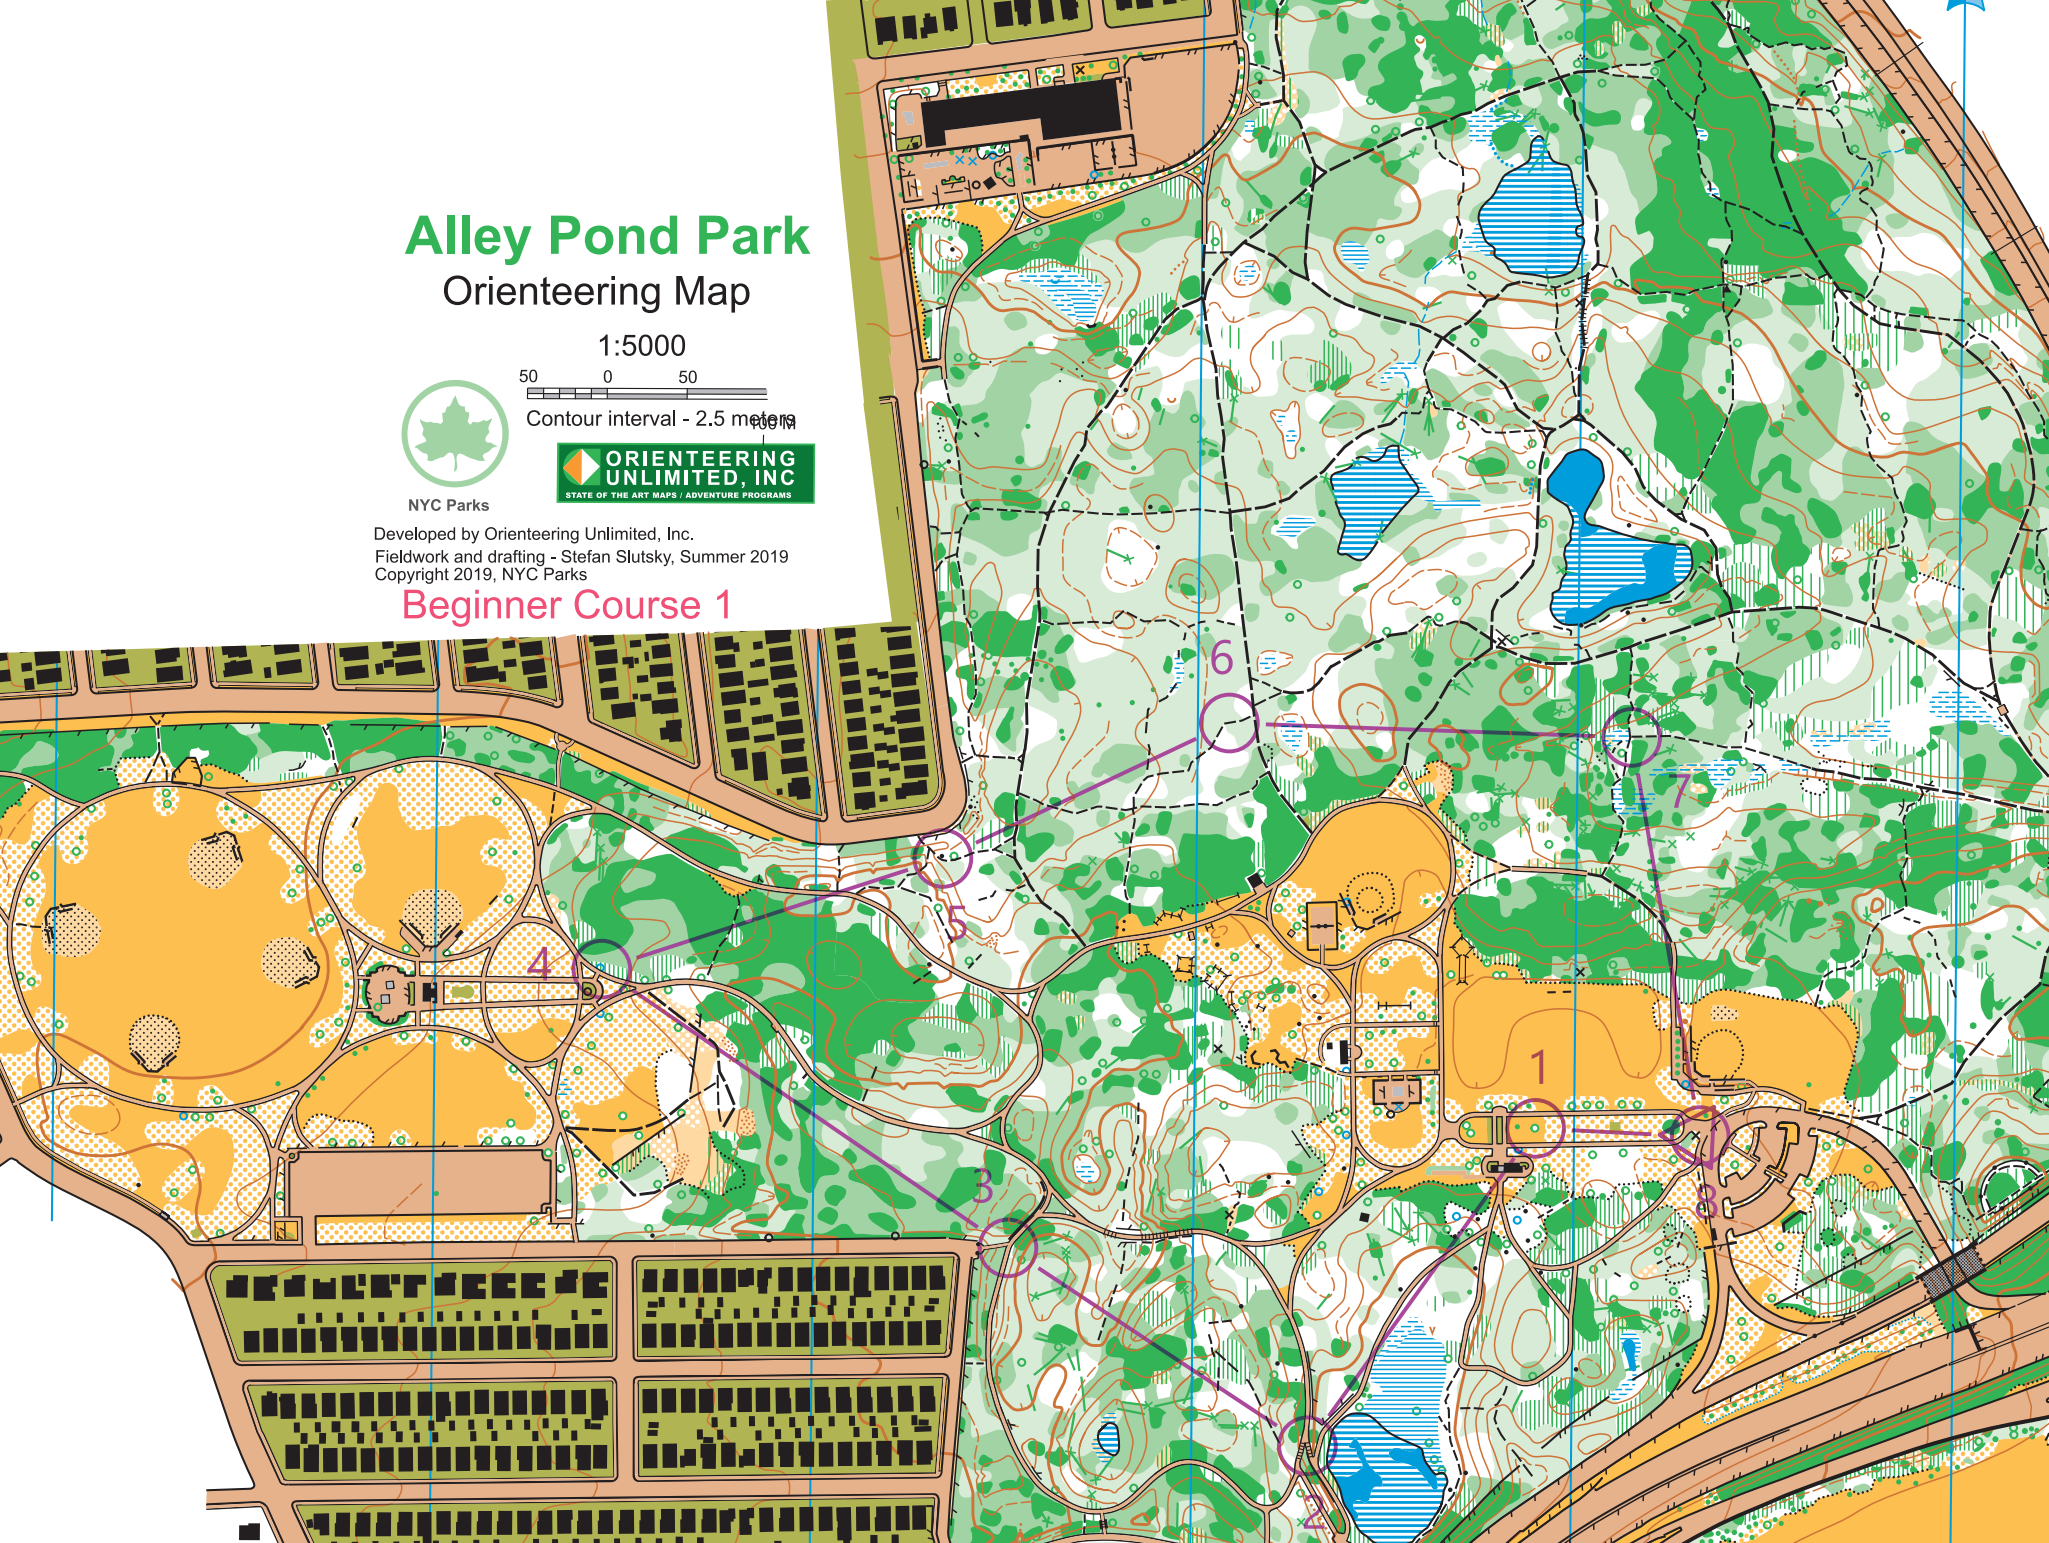 Alley Pond Park
Orienteering Map
1:5000
50 0 50
100 M
Contour interval - 2.5 meters
NYC Parks
ORIENTEERING
UNLIMITED, INC
STATE OF THE ART MAPS / ADVENTURE PROGRAMS
Developed by Orienteering Unlimited, Inc.
Fieldwork and drafting - Stefan Slutsky, Summer 2019
Copyright 2019, NYC Parks
Beginner Course 1
6
7
5
4
1
3
8
2